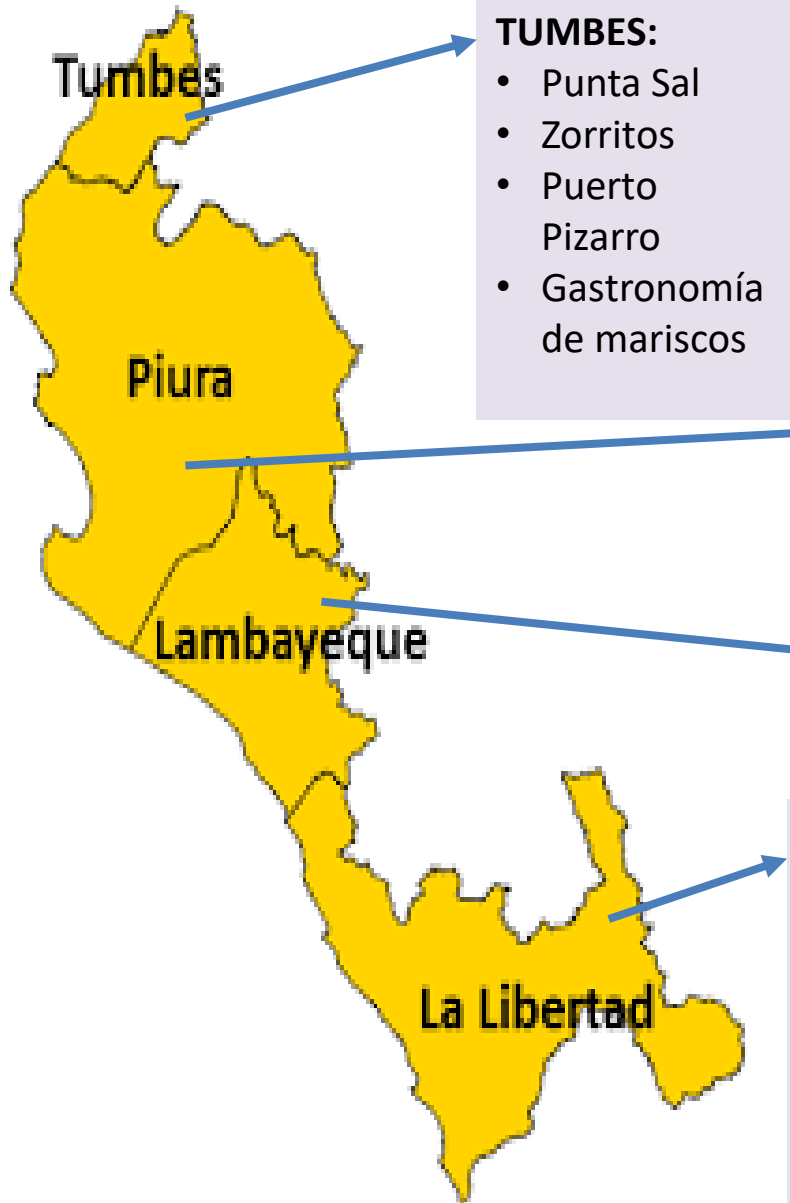 Tumbes
TUMBES:
• Punta Sal
• Zorritos
• Puerto
Pizarro
• Gastronomía
de mariscos
Piura
Lambayeque
La Libertad